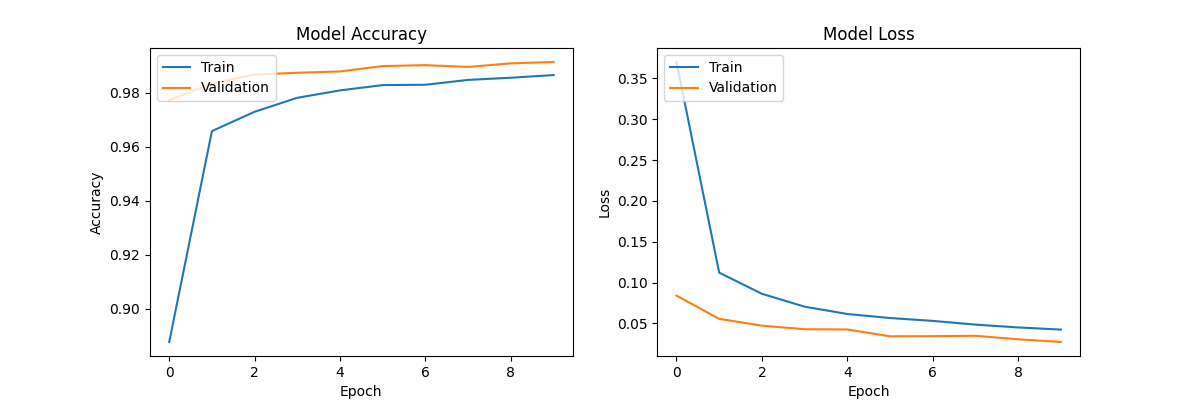 Model Accuracy
Train
Validation
0.98
0.96
0.94
0.92
0.90
Accuracy
0 2 4 6 8
Epoch
Model Loss
Train
Validation
0.35
0.30
0.25
0.20
0.15
0.10
0.05
Loss
0 2 4 6 8
Epoch